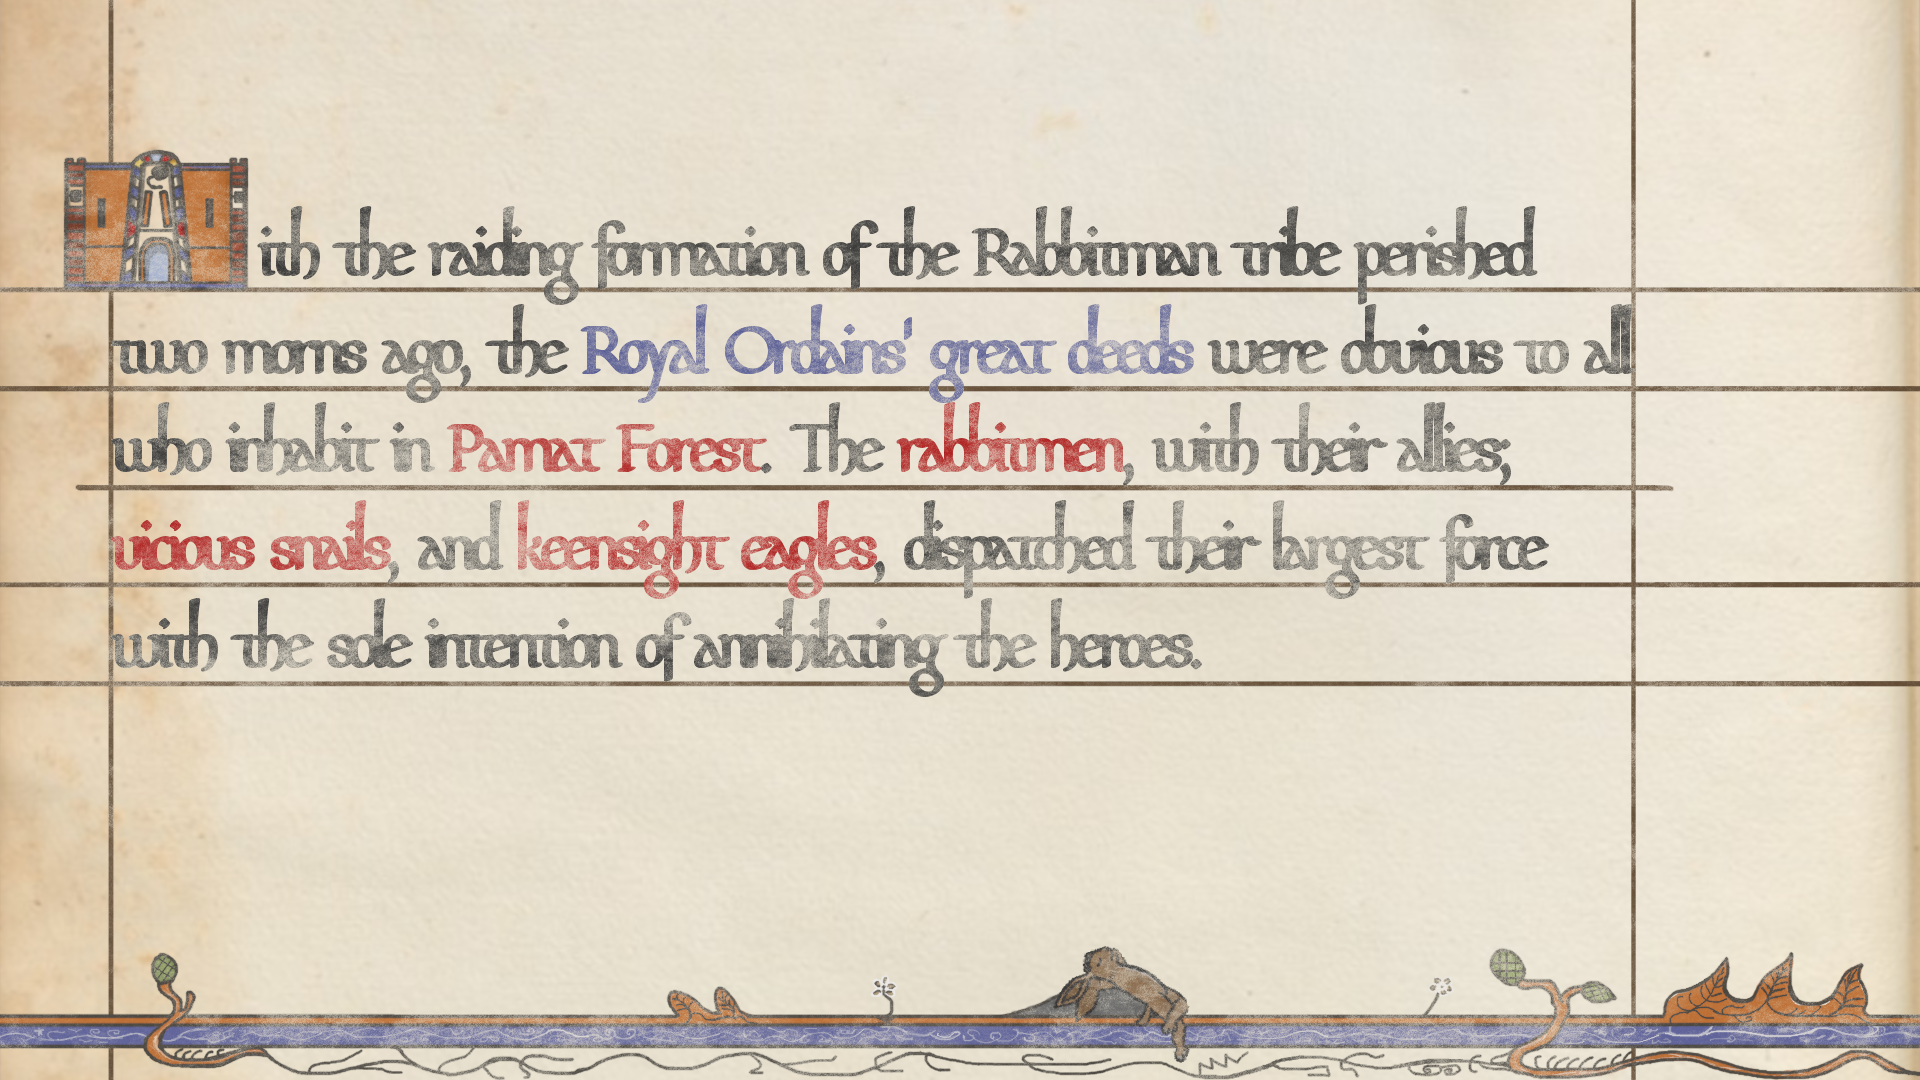 With the raiding formation of the Rabbitman tribe perished
two morns ago, the Royal Ordains' great deeds were obvious to all
who inhabit in Pamat Forest. The rabbitmen, with their allies;
vicious snails, and keensight eagles, dispatched their largest force
with the sole intention of annihilating the heroes.